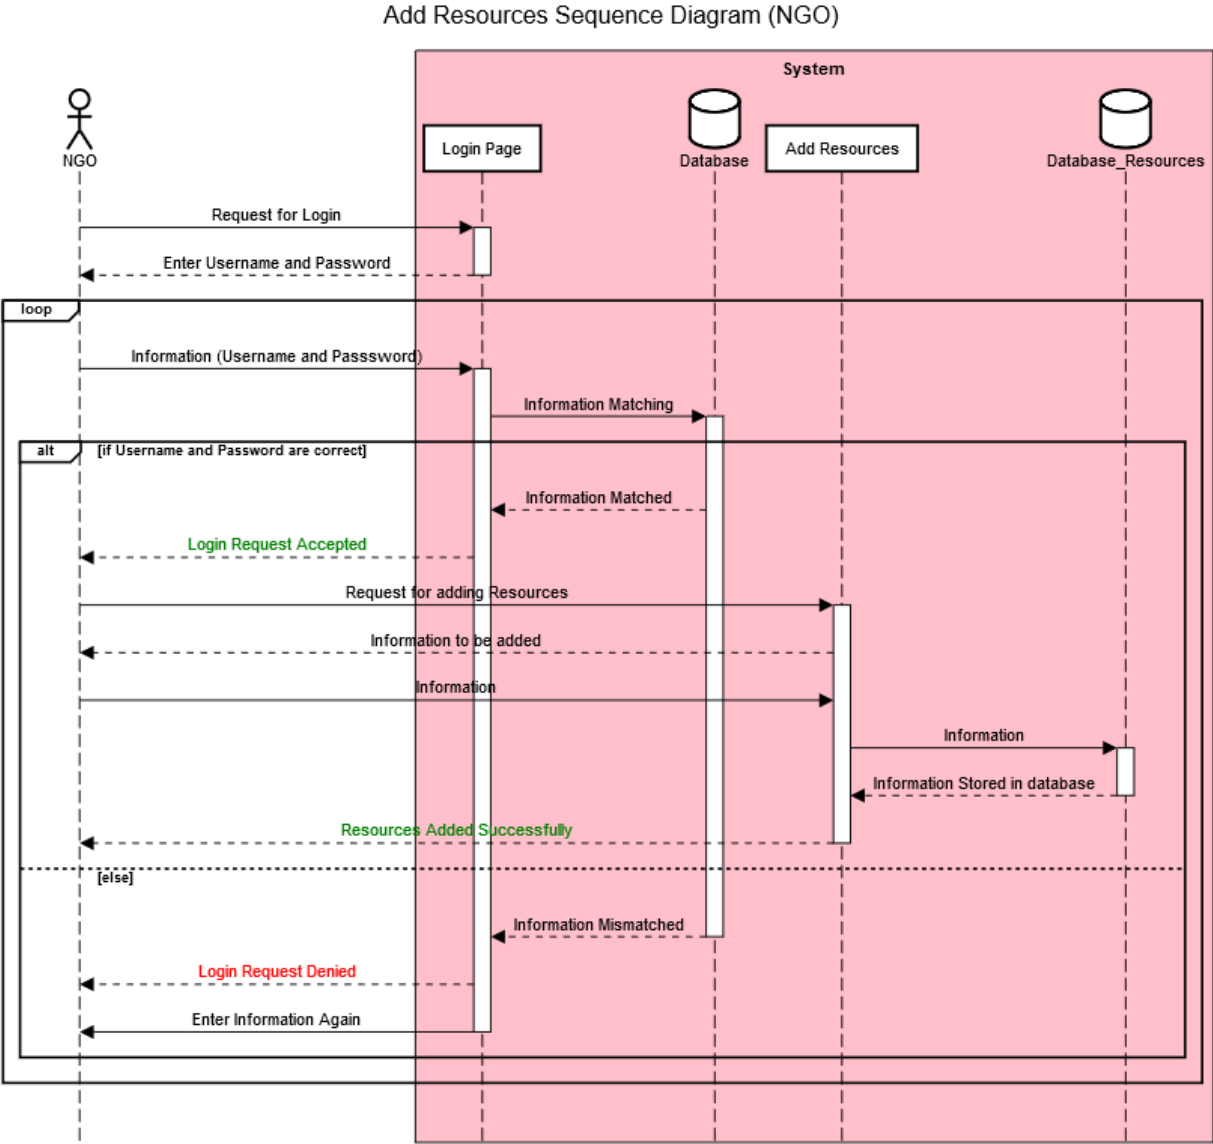 Add Resources Sequence Diagram (NGO)
System
NGO
Login Page
Database
Add Resources
Database_Resources
Request for Login
Enter Username and Password
loop
Information (Username and Passsword)
Information Matching
alt
[if Username and Password are correct]
Information Matched
Login Request Accepted
Request for adding Resources
Information to be added
Information
Information
Information Stored in database
Resources Added Successfully
[else]
Information Mismatched
Login Request Denied
Enter Information Again